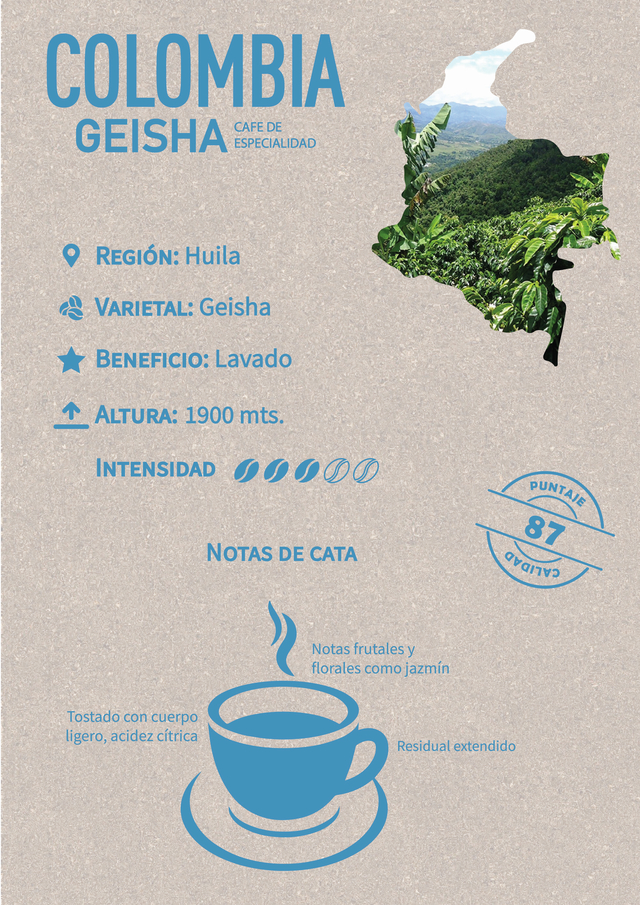 COLOMBIA
GEISHA
CAFE DE
ESPECIALIDAD
REGIÓN: Huila
VARIETAL: Geisha
BENEFICIO: Lavado
ALTURA: 1900 mts.
INTENSIDAD
PUNTAJE
87
CALIDAD
NOTAS DE CATA
Notas frutales y
florales como jazmín
Tostado con cuerpo
ligero, acidez cítrica
Residual extendido